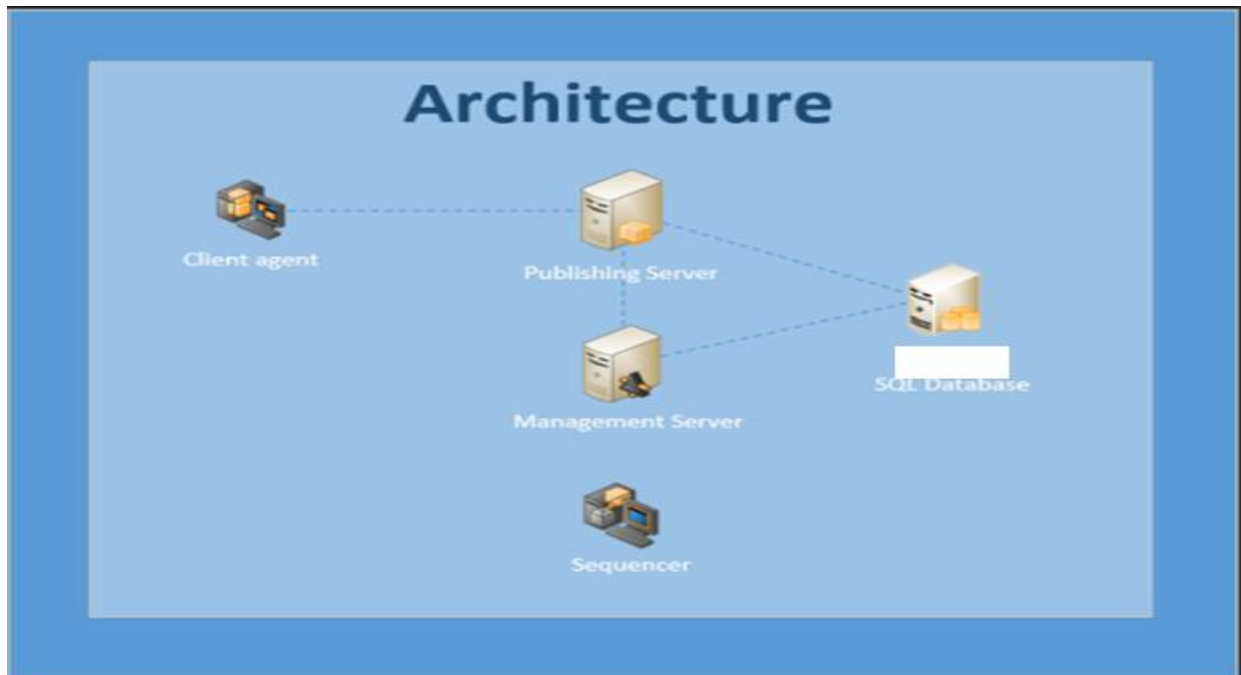 Architecture
Client agent
Publishing Server
SQL Database
Management Server
Sequencer